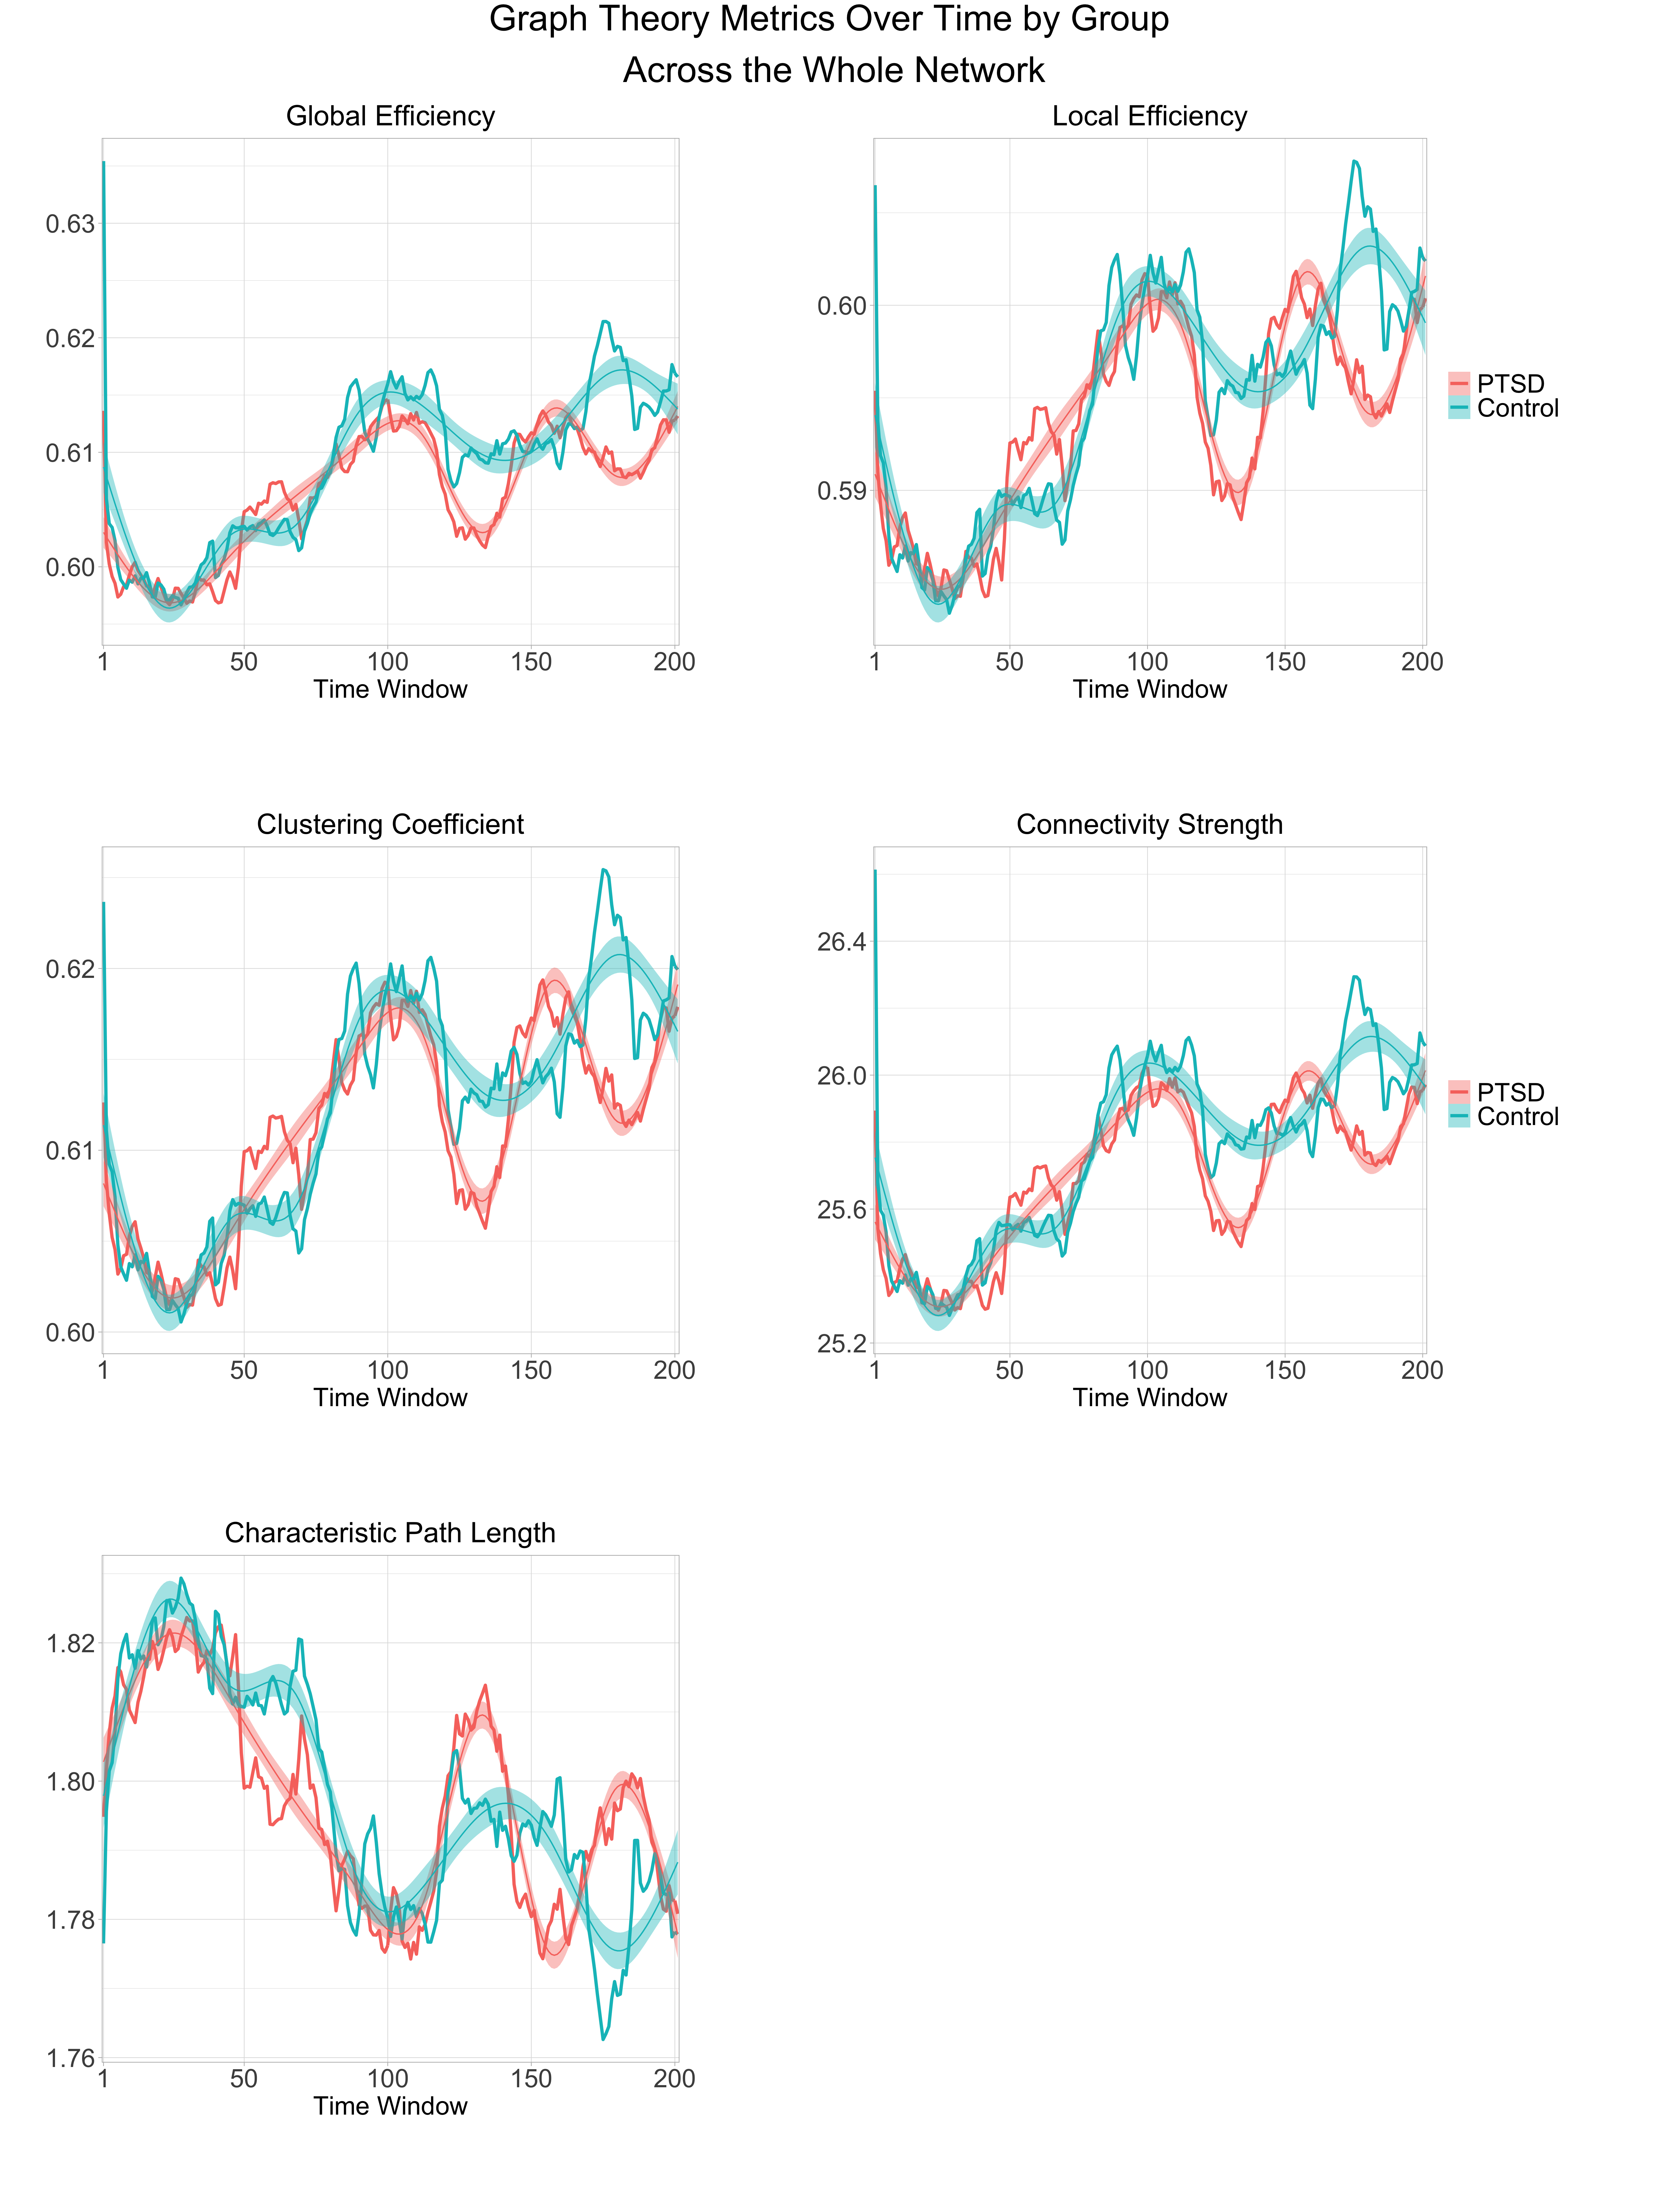 Graph Theory Metrics Over Time by Group
Across the Whole Network
Global Efficiency
0.63
0.62
0.61
0.60
1 50 100 150 200
Time Window
Local Efficiency
0.60
0.59
1 50 100 150 200
Time Window
PTSD
Control
Clustering Coefficient
0.62
0.61
0.60
1 50 100 150 200
Time Window
Connectivity Strength
26.4
26.0
25.6
25.2
1 50 100 150 200
Time Window
PTSD
Control
Characteristic Path Length
1.82
1.80
1.78
1.76
1 50 100 150 200
Time Window